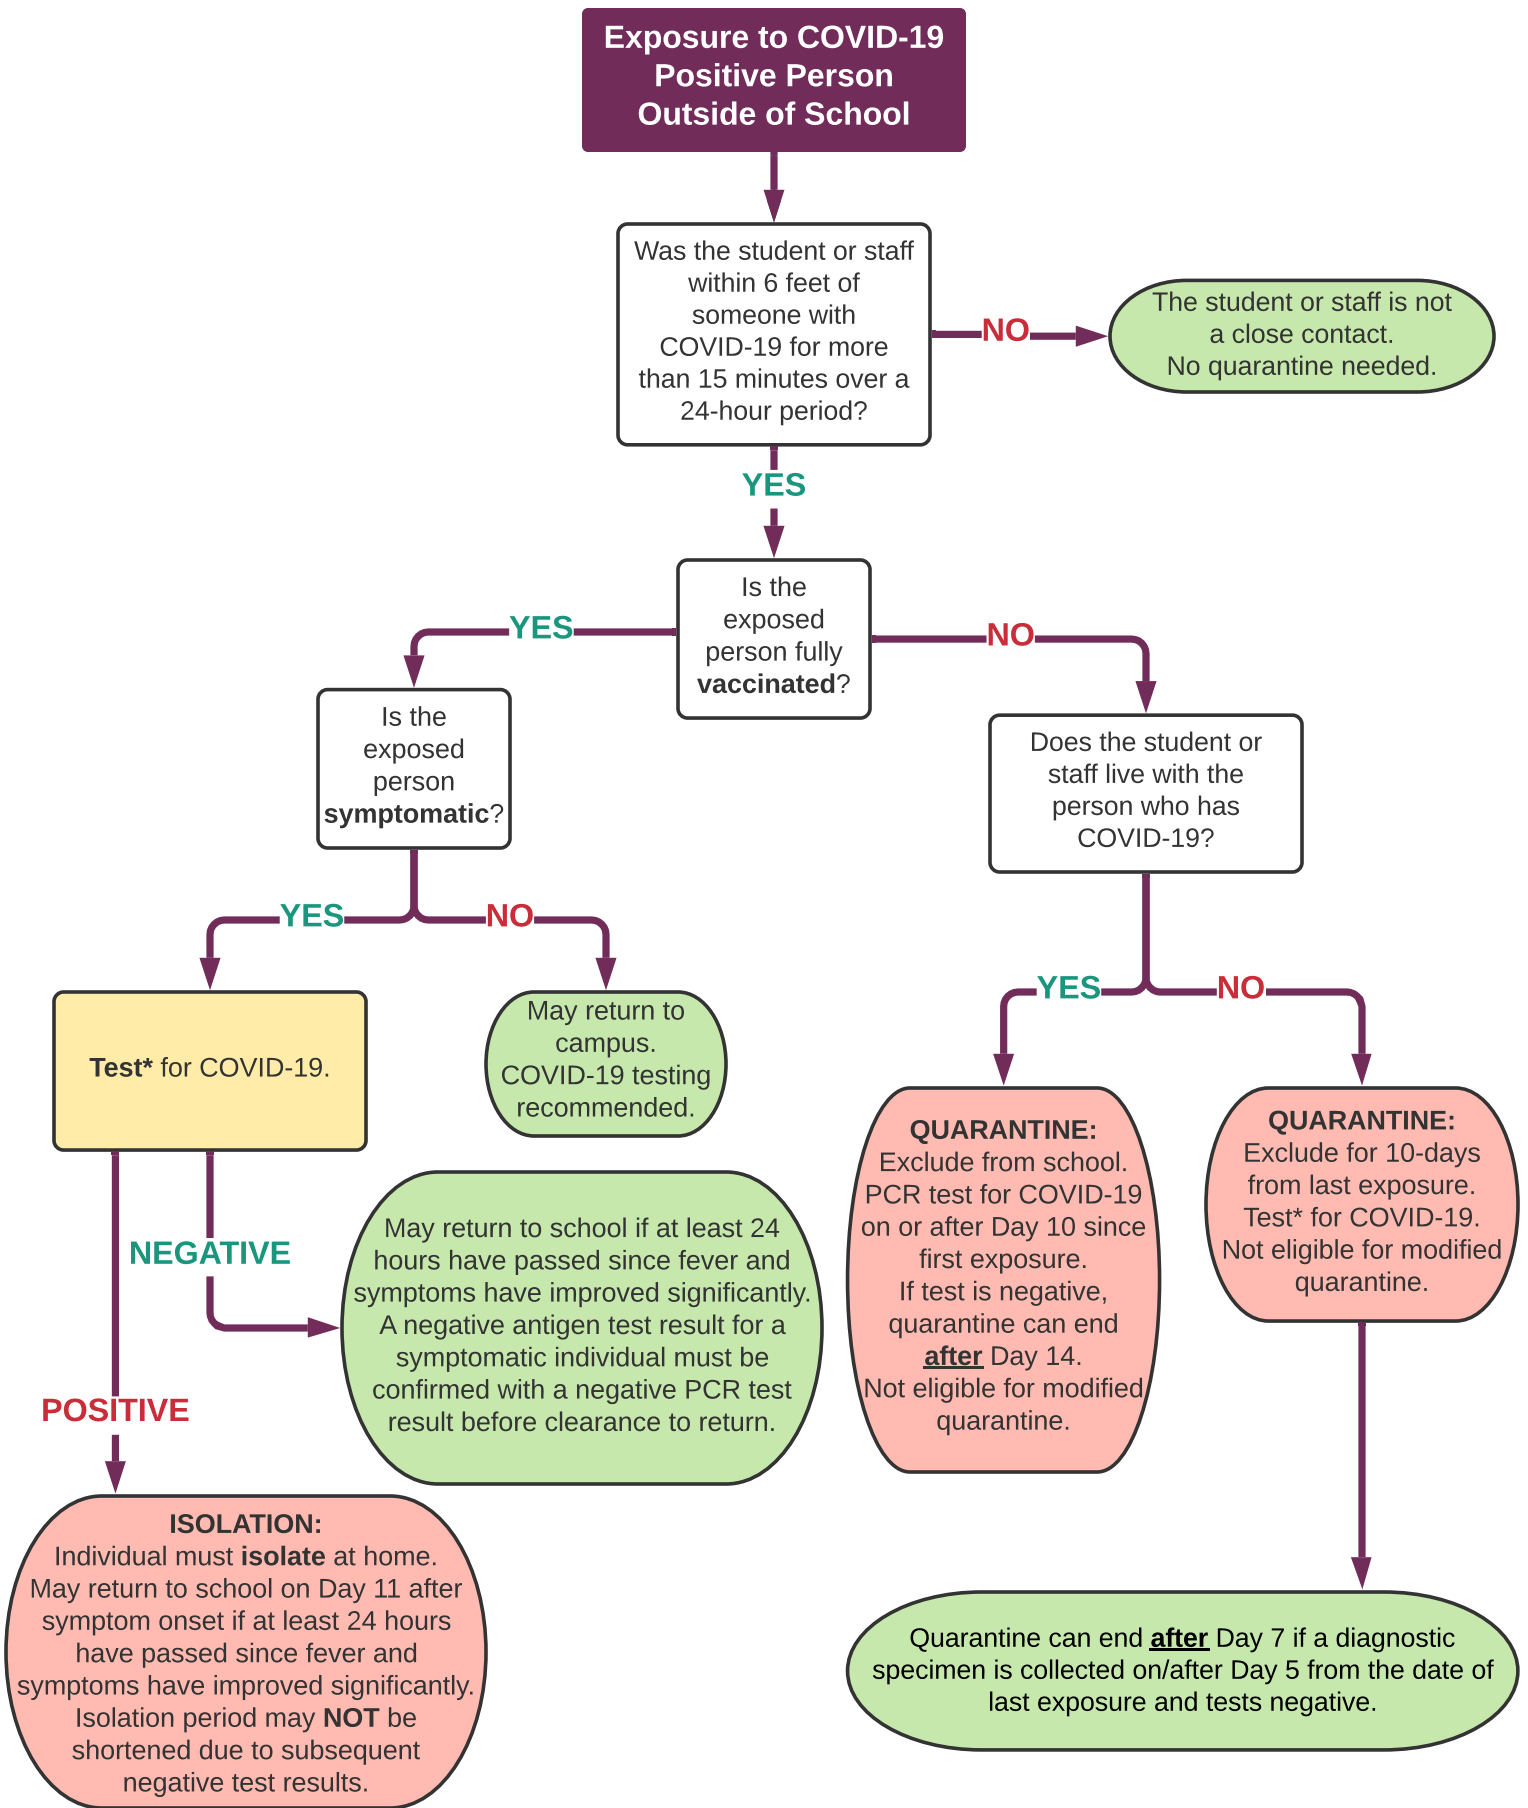 Exposure to COVID-19
Positive Person
Outside of School
Was the student or staff
within 6 feet of
someone with
COVID-19 for more
than 15 minutes over a
24-hour period?
NO
The student or staff is not
a close contact.
No quarantine needed.
YES
Is the
exposed
person fully
vaccinated?
YES
NO
Is the
exposed
person
symptomatic?
Does the student or
staff live with the
person who has
COVID-19?
YES
NO
Test* for COVID-19.
May return to
campus.
COVID-19 testing
recommended.
YES
NO
NEGATIVE
May return to school if at least 24
hours have passed since fever and
symptoms have improved significantly.
A negative antigen test result for a
symptomatic individual must be
confirmed with a negative PCR test
result before clearance to return.
QUARANTINE:
Exclude from school.
PCR test for COVID-19
on or after Day 10 since
first exposure.
If test is negative,
quarantine can end
after Day 14.
Not eligible for modified
quarantine.
QUARANTINE:
Exclude for 10-days
from last exposure.
Test* for COVID-19.
Not eligible for modified
quarantine.
POSITIVE
ISOLATION:
Individual must isolate at home.
May return to school on Day 11 after
symptom onset if at least 24 hours
have passed since fever and
symptoms have improved significantly.
Isolation period may NOT be
shortened due to subsequent
negative test results.
Quarantine can end after Day 7 if a diagnostic
specimen is collected on/after Day 5 from the date of
last exposure and tests negative.